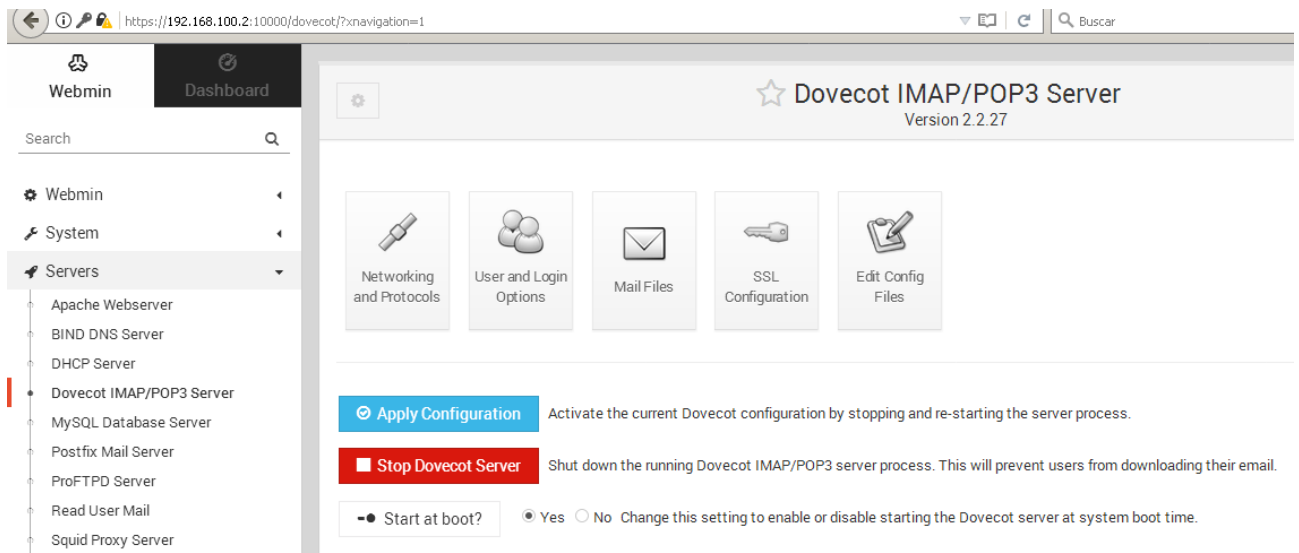 https://192.168.100.2:10000/dovecot/?xnavigation=1
Buscar
Webmin
Dashboard
Search
Webmin
System
Servers
Apache Webserver
BIND DNS Server
DHCP Server
Dovecot IMAP/POP3 Server
MySQL Database Server
Postfix Mail Server
ProFTPD Server
Read User Mail
Squid Proxy Server
Dovecot IMAP/POP3 Server
Version 2.2.27
Networking
and Protocols
User and Login
Options
Mail Files
SSL
Configuration
Edit Config
Files
Apply Configuration Activate the current Dovecot configuration by stopping and re-starting the server process.
Stop Dovecot Server Shut down the running Dovecot IMAP/POP3 server process. This will prevent users from downloading their email.
Start at boot? Yes No Change this setting to enable or disable starting the Dovecot server at system boot time.